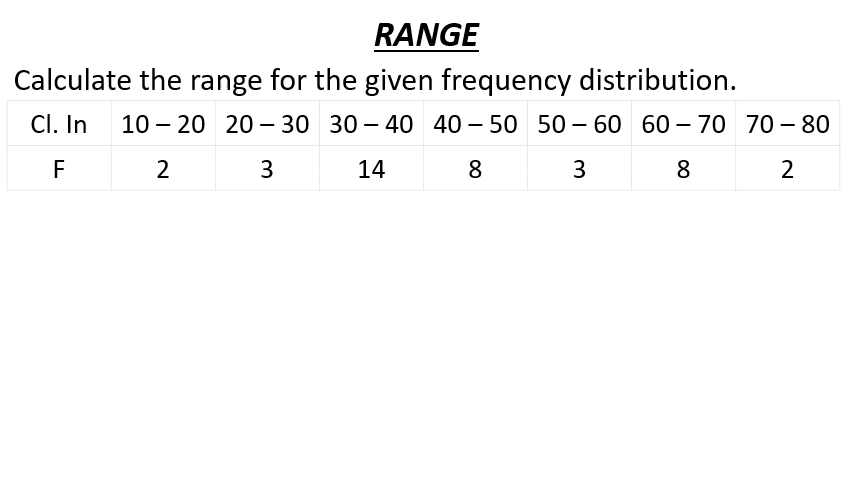 RANGE
Calculate the range for the given frequency distribution.
Cl. In 10 – 20 20 – 30 30 – 40 40 – 50 50 – 60 60 – 70 70 – 80
F 2 3 14 8 3 8 2